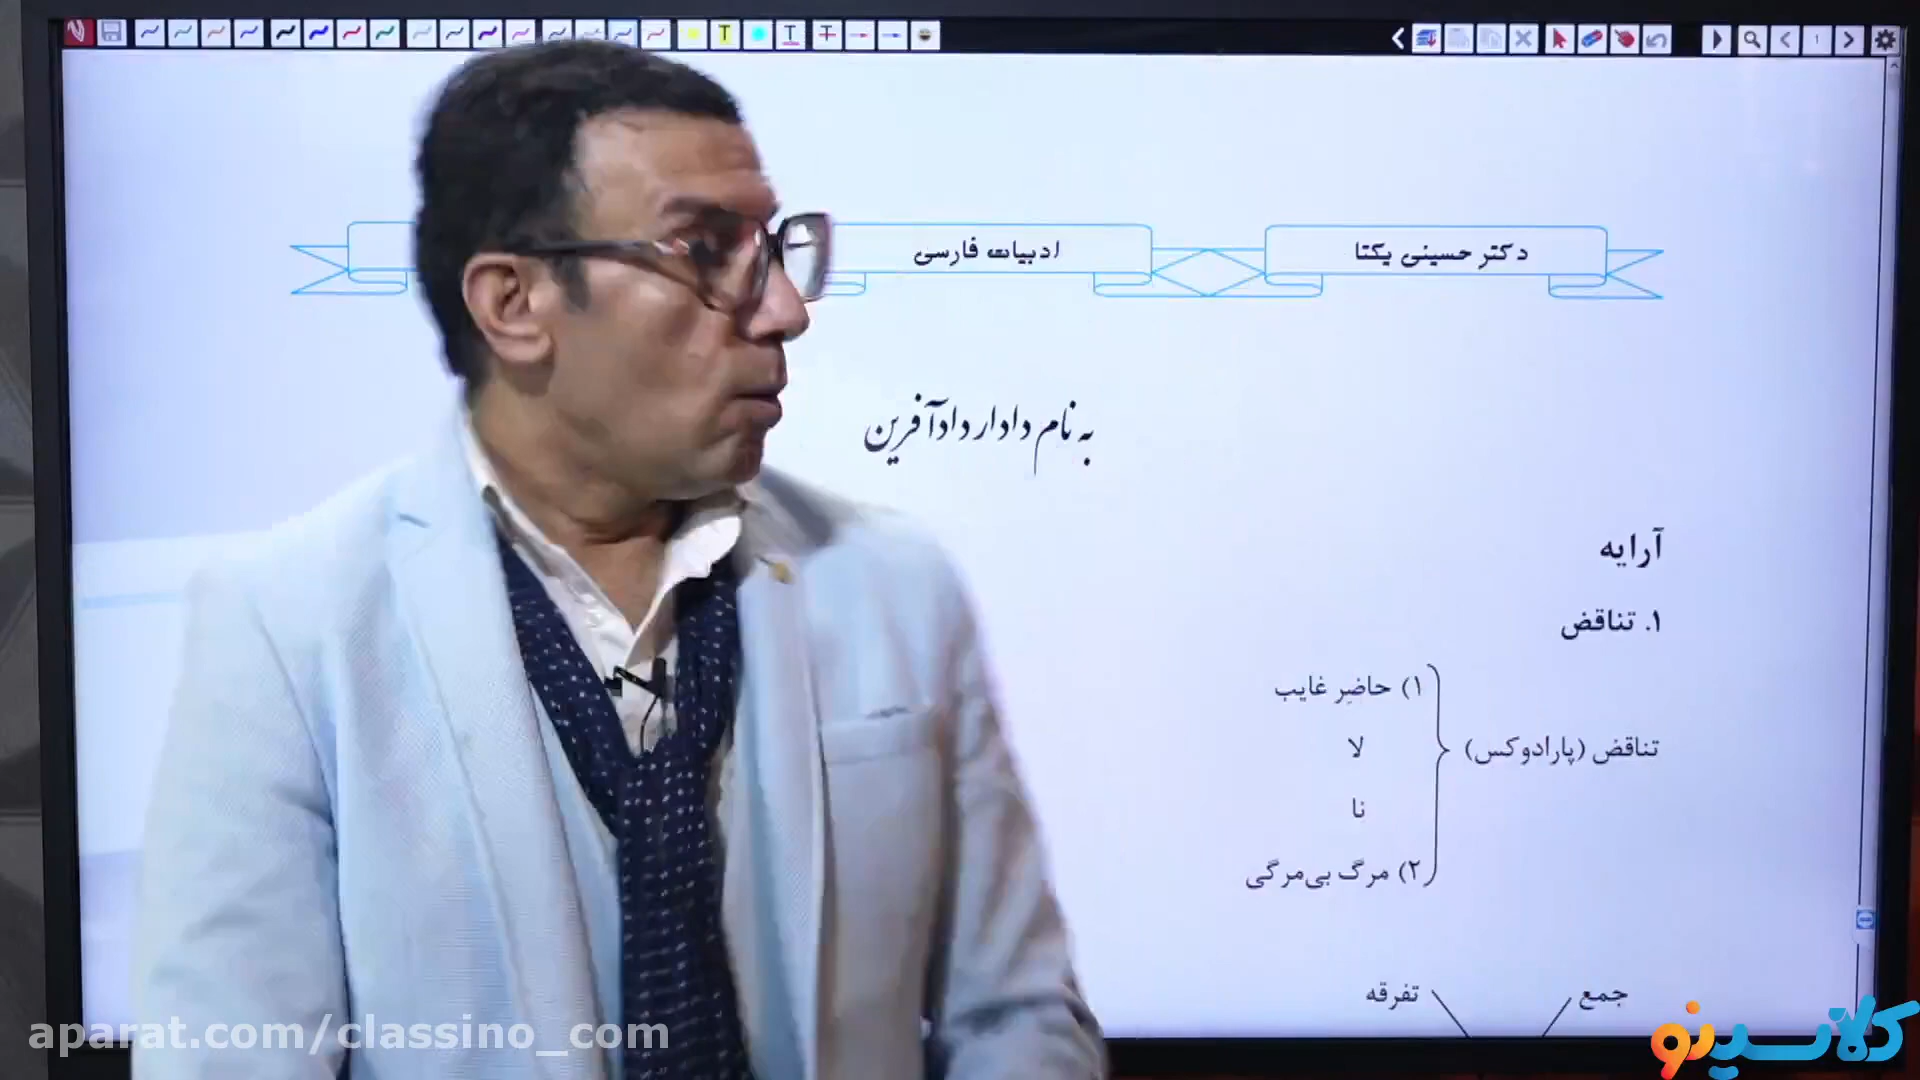 دکتر حسینی یکتا
ادبیات فارسی
به نام دادار دادآفرین
آرایه
۱. تناقض
تناقض (پارادوکس)
۱) حاضِر غایب
لا
نا
۲) مرگ بی‌مرگی
جمع
تفرقه
aparat.com/classino_com
کلاسینو